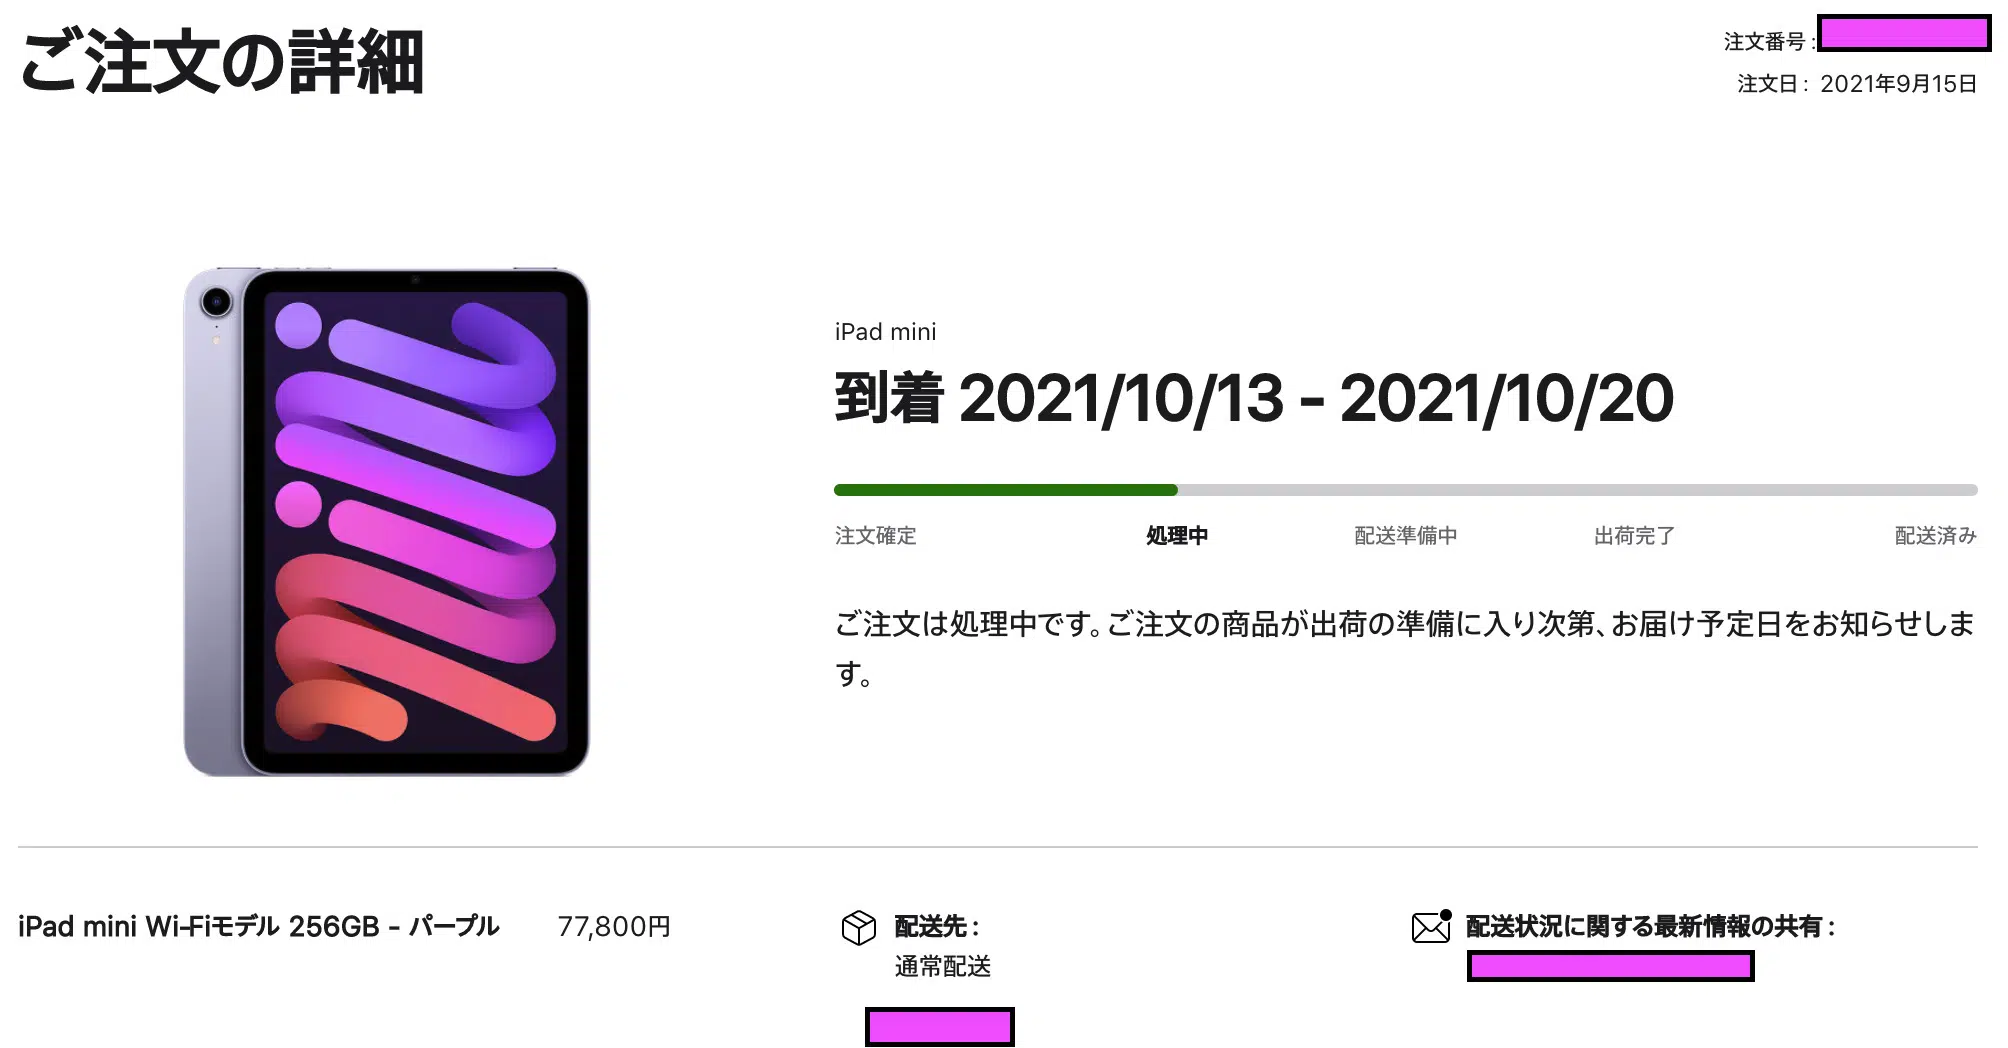 ご注文の詳細
注文番号 :
注文日 : 2021年9月15日
iPad mini
到着 2021/10/13 - 2021/10/20
注文確定 処理中 配送準備中 出荷完了 配送済み
ご注文は処理中です。ご注文の商品が出荷の準備に入り次第、お届け予定日をお知らせしま
す。
iPad mini Wi-Fiモデル 256GB - パープル 77,800円
配送先 :
通常配送
配送状況に関する最新情報の共有 :